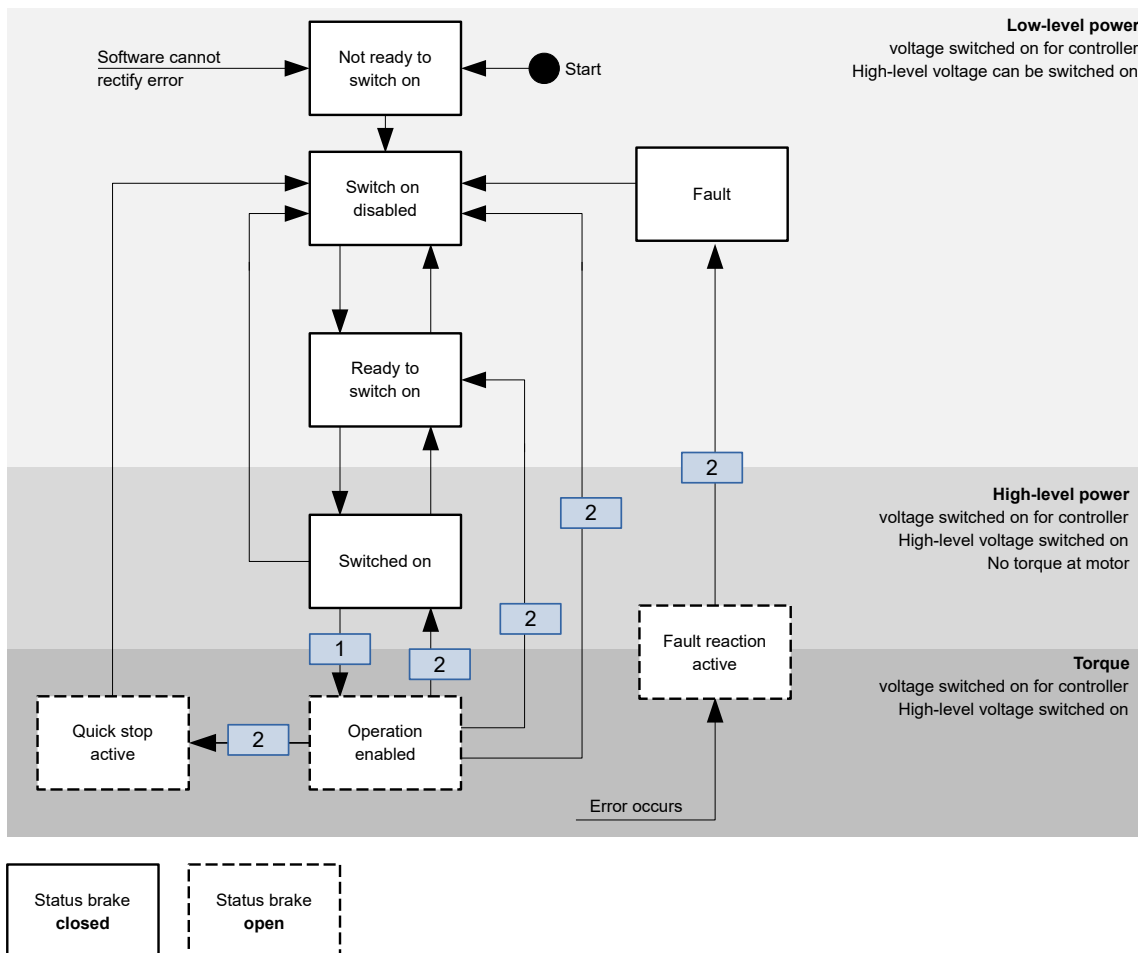 Low-level power
voltage switched on for controller
High-level voltage can be switched on
Software cannot
rectify error
Not ready to
switch on
Start
Switch on
disabled
Fault
Ready to
switch on
2
High-level power
voltage switched on for controller
High-level voltage switched on
No torque at motor
2
Switched on
2
1
2
Fault reaction
active
Torque
voltage switched on for controller
High-level voltage switched on
Quick stop
active
2
Operation
enabled
Error occurs
Status brake
closed
Status brake
open